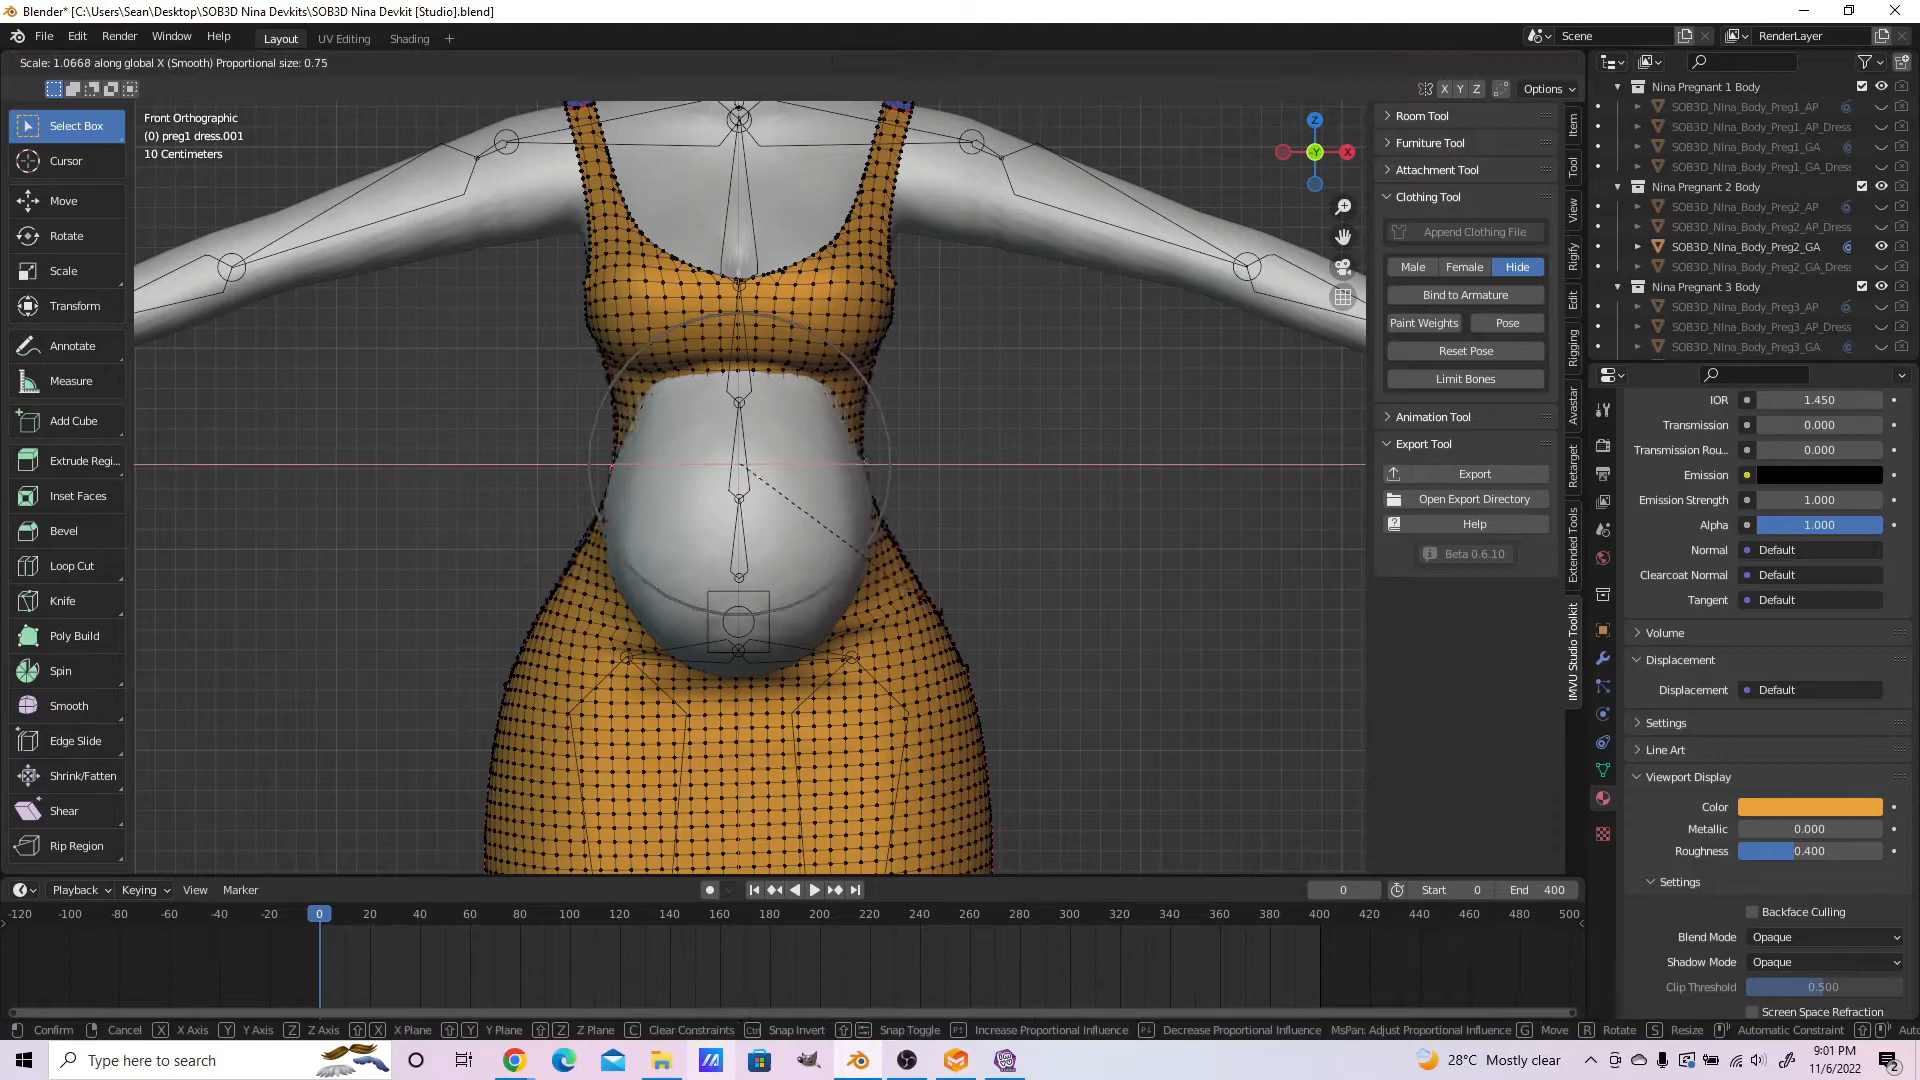 Blender* [C:\Users\Sean\Desktop\SOB3D Nina Devkits\SOB3D Nina Devkit [Studio].blend]
File Edit Render Window Help Layout UV Editing Shading + Scene RenderLayer
Scale: 1.0668 along global X (Smooth) Proportional size: 0.75
X Y Z Options
Front Orthographic
(0) preg1 dress.001
10 Centimeters
Select Box
Cursor
Move
Rotate
Scale
Transform
Annotate
Measure
Add Cube
Extrude Regi...
Inset Faces
Bevel
Loop Cut
Knife
Poly Build
Spin
Smooth
Edge Slide
Shrink/Fatten
Shear
Rip Region
Z
-Y
X
Room Tool
Furniture Tool
Attachment Tool
Clothing Tool
Append Clothing File
Male Female Hide
Bind to Armature
Paint Weights Pose
Reset Pose
Limit Bones
Animation Tool
Export Tool
Export
Open Export Directory
Help
Beta 0.6.10
Item
Tool
View
Rigify
Edit
Rigging
Avastar
Retarget
Extended Tools
IMVU Studio Toolkit
Nina Pregnant 1 Body
SOB3D_NIna_Body_Preg1_AP
SOB3D_NIna_Body_Preg1_AP_Dress
SOB3D_NIna_Body_Preg1_GA
SOB3D_NIna_Body_Preg1_GA_Dress
Nina Pregnant 2 Body
SOB3D_NIna_Body_Preg2_AP
SOB3D_NIna_Body_Preg2_AP_Dress
SOB3D_NIna_Body_Preg2_GA
SOB3D_NIna_Body_Preg2_GA_Dress
Nina Pregnant 3 Body
SOB3D_NIna_Body_Preg3_AP
SOB3D_NIna_Body_Preg3_AP_Dress
SOB3D_NIna_Body_Preg3_GA
IOR 1.450
Transmission 0.000
Transmission Rou... 0.000
Emission
Emission Strength 1.000
Alpha 1.000
Normal Default
Clearcoat Normal Default
Tangent Default
Volume
Displacement
Displacement Default
Settings
Line Art
Viewport Display
Color
Metallic 0.000
Roughness 0.400
Settings
Backface Culling
Blend Mode Opaque
Shadow Mode Opaque
Clip Threshold 0.500
Screen Space Refraction
Playback Keying View Marker 0 Start 0 End 400
-120 -100 -80 -60 -40 -20 0 20 40 60 80 100 120 140 160 180 200 220 240 260 280 300 320 340 360 380 400 420 440 460 480 500
Confirm Cancel X X Axis Y Y Axis Z Z Axis X X Plane Y Y Plane Z Z Plane C Clear Constraints Ctrl Snap Invert Snap Toggle Increase Proportional Influence Decrease Proportional Influence MsPan: Adjust Proportional Influence G Move R Rotate S Resize Automatic Constraint
Type here to search 28°C Mostly clear 9:01 PM
11/6/2022
2